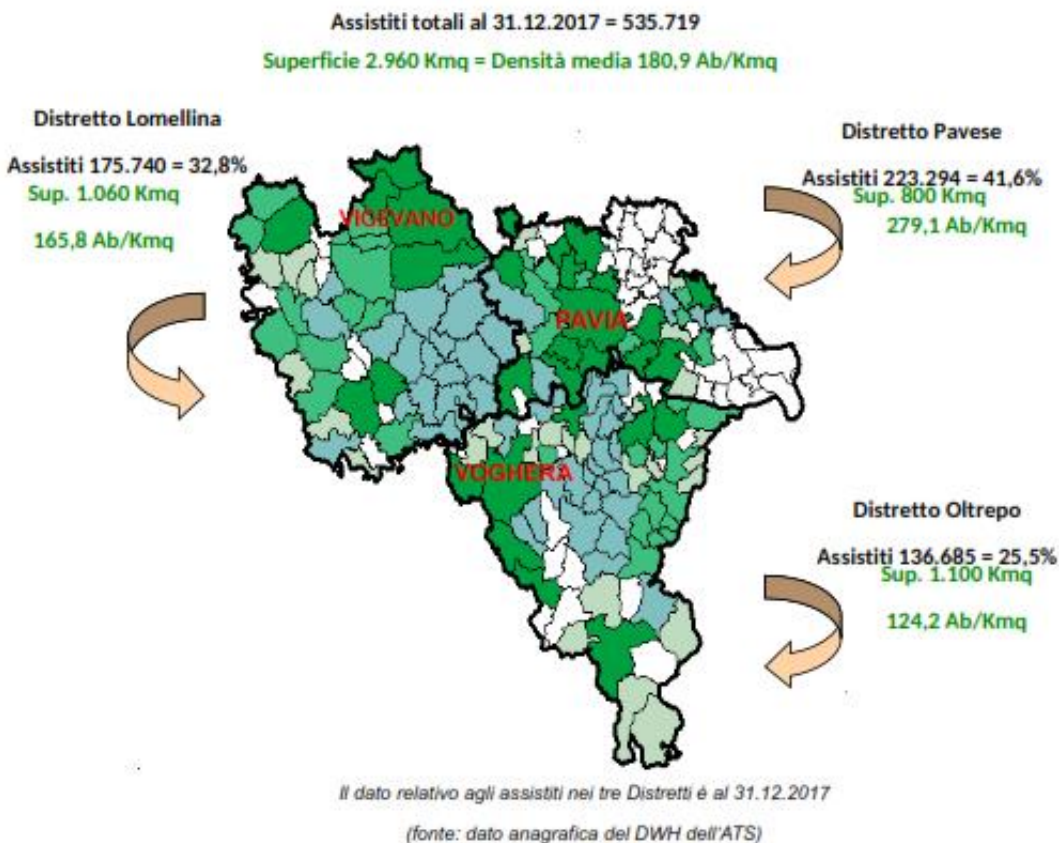 Assistiti totali al 31.12.2017 = 535.719
Superficie 2.960 Kmq = Densità media 180,9 Ab/Kmq
Distretto Lomellina
Assistiti 175.740 = 32,8%
Sup. 1.060 Kmq
165,8 Ab/Kmq
Distretto Pavese
Assistiti 223.294 = 41,6%
Sup. 800 Kmq
279,1 Ab/Kmq
VIGEVANO
PAVIA
VOGHERA
Distretto Oltrepo
Assistiti 136.685 = 25,5%
Sup. 1.100 Kmq
124,2 Ab/Kmq
Il dato relativo agli assistiti nei tre Distretti è al 31.12.2017
(fonte: dato anagrafica del DWH dell'ATS)